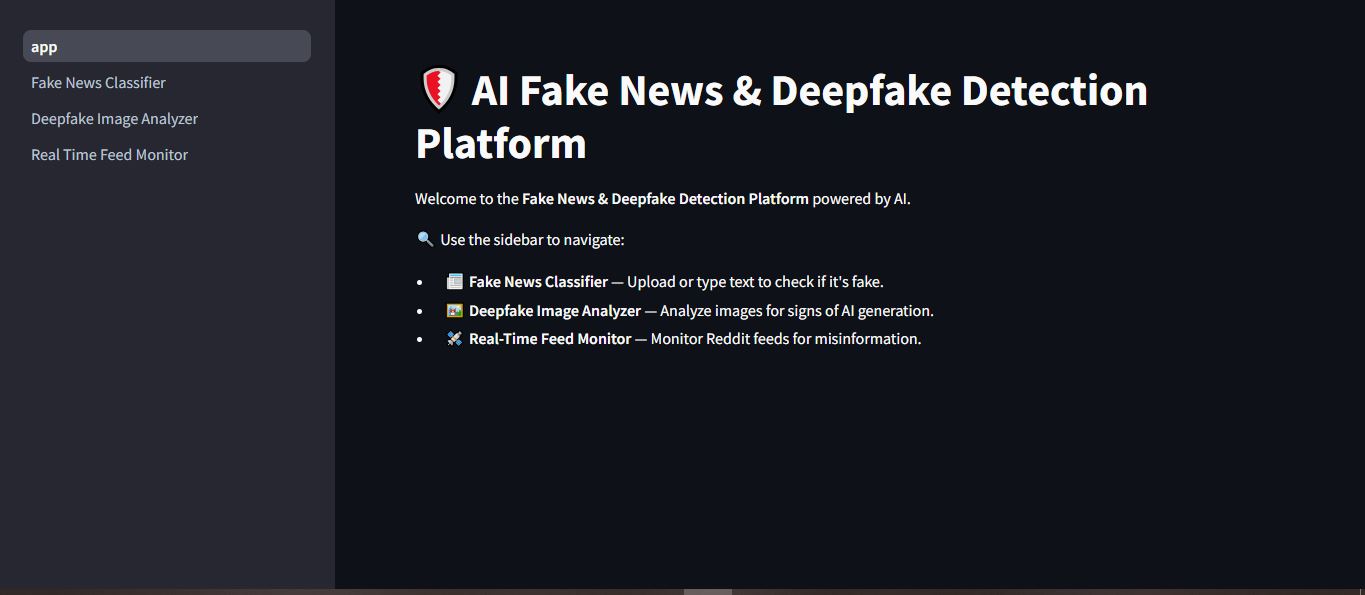 app
Fake News Classifier
Deepfake Image Analyzer
Real Time Feed Monitor
AI Fake News & Deepfake Detection
Platform
Welcome to the Fake News & Deepfake Detection Platform powered by AI.
Use the sidebar to navigate:
Fake News Classifier — Upload or type text to check if it's fake.
Deepfake Image Analyzer — Analyze images for signs of AI generation.
Real-Time Feed Monitor — Monitor Reddit feeds for misinformation.